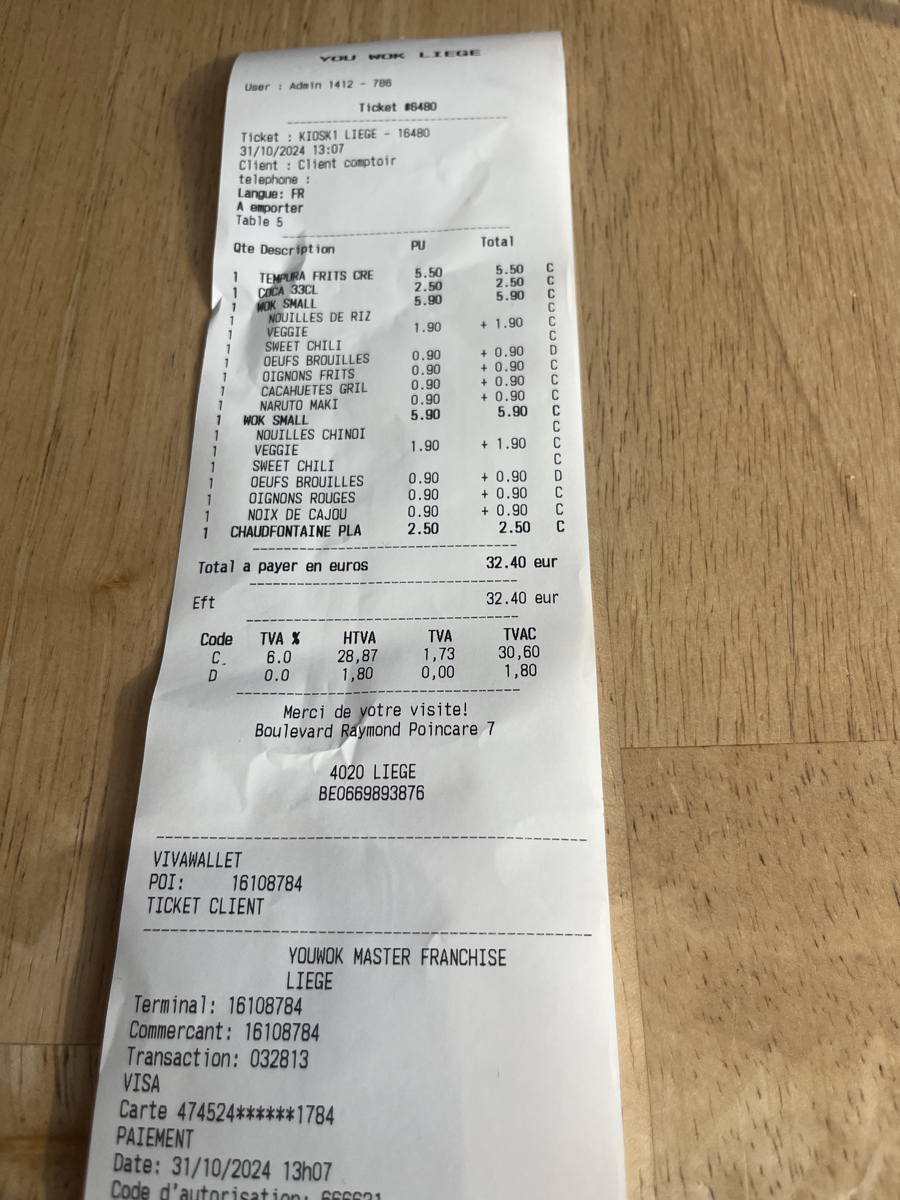 YOU WOK LIEGE
User : Admin 1412 - 786
Ticket #6480
Ticket : KIOSK1 LIEGE - 16480
31/10/2024 13:07
Client : Client comptoir
telephone :
Langue: FR
A emporter
Table 5
Qte Description PU Total
1 TEMPURA FRITS CRE 5.50 5.50 C
1 COCA 33CL 2.50 2.50 C
1 WOK SMALL 5.90 5.90 C
1 NOUILLES DE RIZ C
1 VEGGIE 1.90 + 1.90 C
1 SWEET CHILI C
1 OEUFS BROUILLES 0.90 + 0.90 D
1 OIGNONS FRITS 0.90 + 0.90 C
1 CACAHUETES GRIL 0.90 + 0.90 C
1 NARUTO MAKI 0.90 + 0.90 C
1 WOK SMALL 5.90 5.90 C
1 NOUILLES CHINOI C
1 VEGGIE 1.90 + 1.90 C
1 SWEET CHILI C
1 OEUFS BROUILLES 0.90 + 0.90 D
1 OIGNONS ROUGES 0.90 + 0.90 C
1 NOIX DE CAJOU 0.90 + 0.90 C
1 CHAUDFONTAINE PLA 2.50 2.50 C
Total a payer en euros 32.40 eur
Eft 32.40 eur
Code TVA % HTVA TVA TVAC
C 6.0 28,87 1,73 30,60
D 0.0 1,80 0,00 1,80
Merci de votre visite!
Boulevard Raymond Poincare 7
4020 LIEGE
BE0669893876
VIVAWALLET
POI: 16108784
TICKET CLIENT
YOUWOK MASTER FRANCHISE
LIEGE
Terminal: 16108784
Commercant: 16108784
Transaction: 032813
VISA
Carte 474524******1784
PAIEMENT
Date: 31/10/2024 13h07
Code d'autorisation: